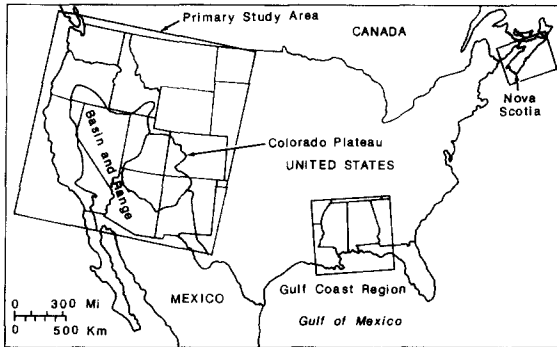 Primary Study Area
CANADA
Nova
Scotia
Basin and Range
Colorado Plateau
UNITED STATES
0 300 Mi
0 500 Km
MEXICO
Gulf Coast Region
Gulf of Mexico